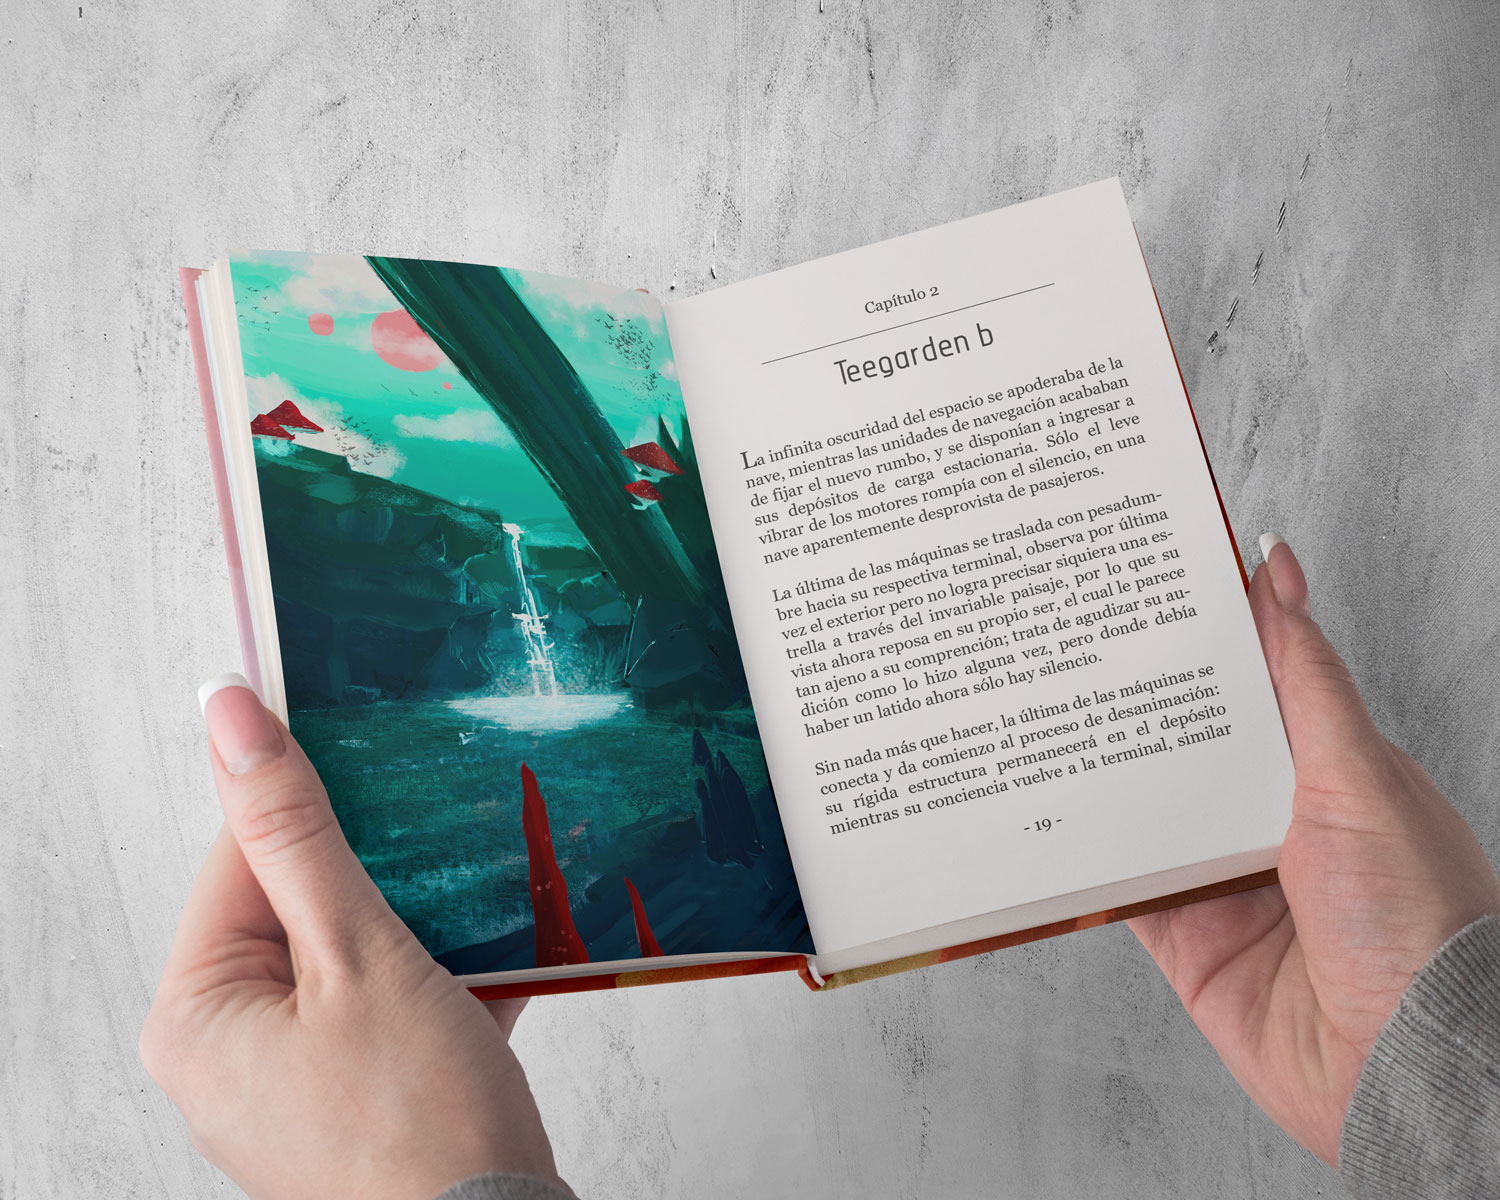 Capítulo 2
Teegarden b
La infinita oscuridad del espacio se apoderaba de la
nave, mientras las unidades de navegación acababan
de fijar el nuevo rumbo, y se disponían a ingresar a
sus depósitos de carga estacionaria. Sólo el leve
vibrar de los motores rompía con el silencio, en una
nave aparentemente desprovista de pasajeros.
La última de las máquinas se traslada con pesadum-
bre hacia su respectiva terminal, observa por última
vez el exterior pero no logra precisar siquiera una es-
trella a través del invariable paisaje, por lo que su
vista ahora reposa en su propio ser, el cual le parece
tan ajeno a su comprención; trata de agudizar su au-
dición como lo hizo alguna vez, pero donde debía
haber un latido ahora sólo hay silencio.
Sin nada más que hacer, la última de las máquinas se
conecta y da comienzo al proceso de desanimación:
su rígida estructura permanecerá en el depósito
mientras su conciencia vuelve a la terminal, similar
- 19 -